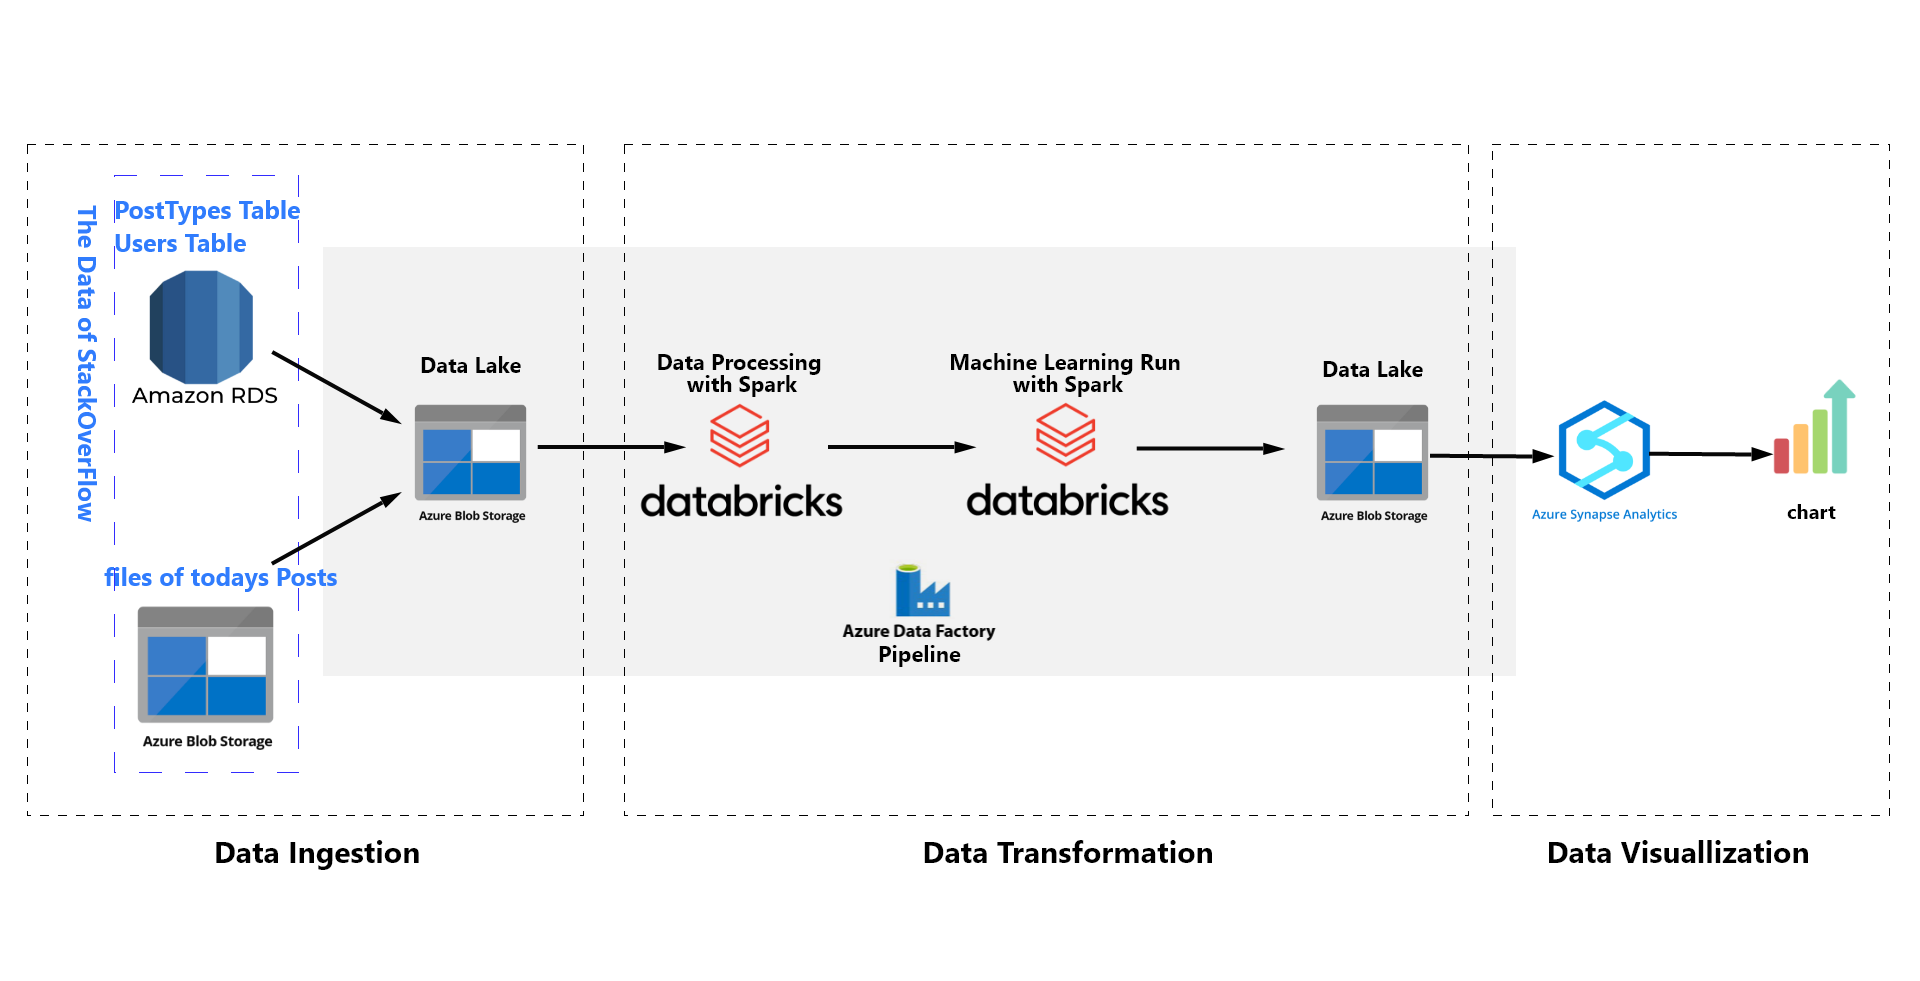 The Data of StackOverFlow
PostTypes Table
Users Table
Amazon RDS
files of todays Posts
Azure Blob Storage
Data Lake
Azure Blob Storage
Data Ingestion
Data Processing
with Spark
databricks
Machine Learning Run
with Spark
databricks
Data Lake
Azure Blob Storage
Azure Data Factory
Pipeline
Data Transformation
Azure Synapse Analytics
chart
Data Visuallization